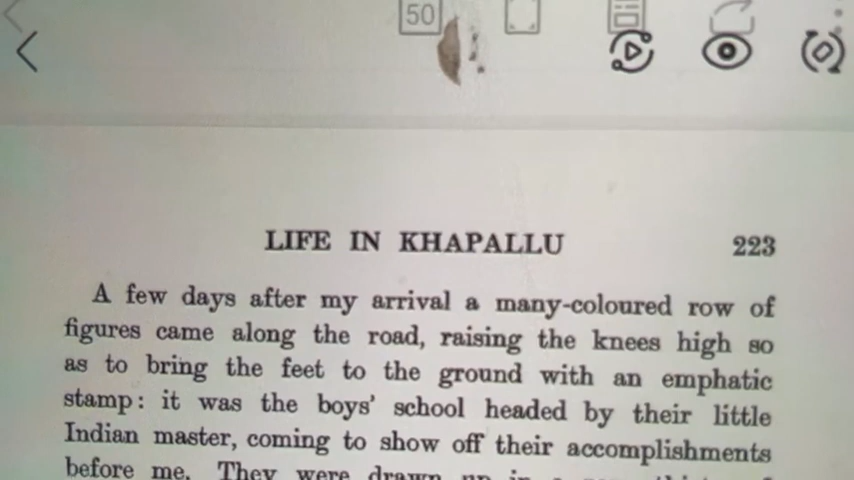 50
LIFE IN KHAPALLU 223
A few days after my arrival a many-coloured row of
figures came along the road, raising the knees high so
as to bring the feet to the ground with an emphatic
stamp: it was the boys' school headed by their little
Indian master, coming to show off their accomplishments
before me. They were drawn up in a